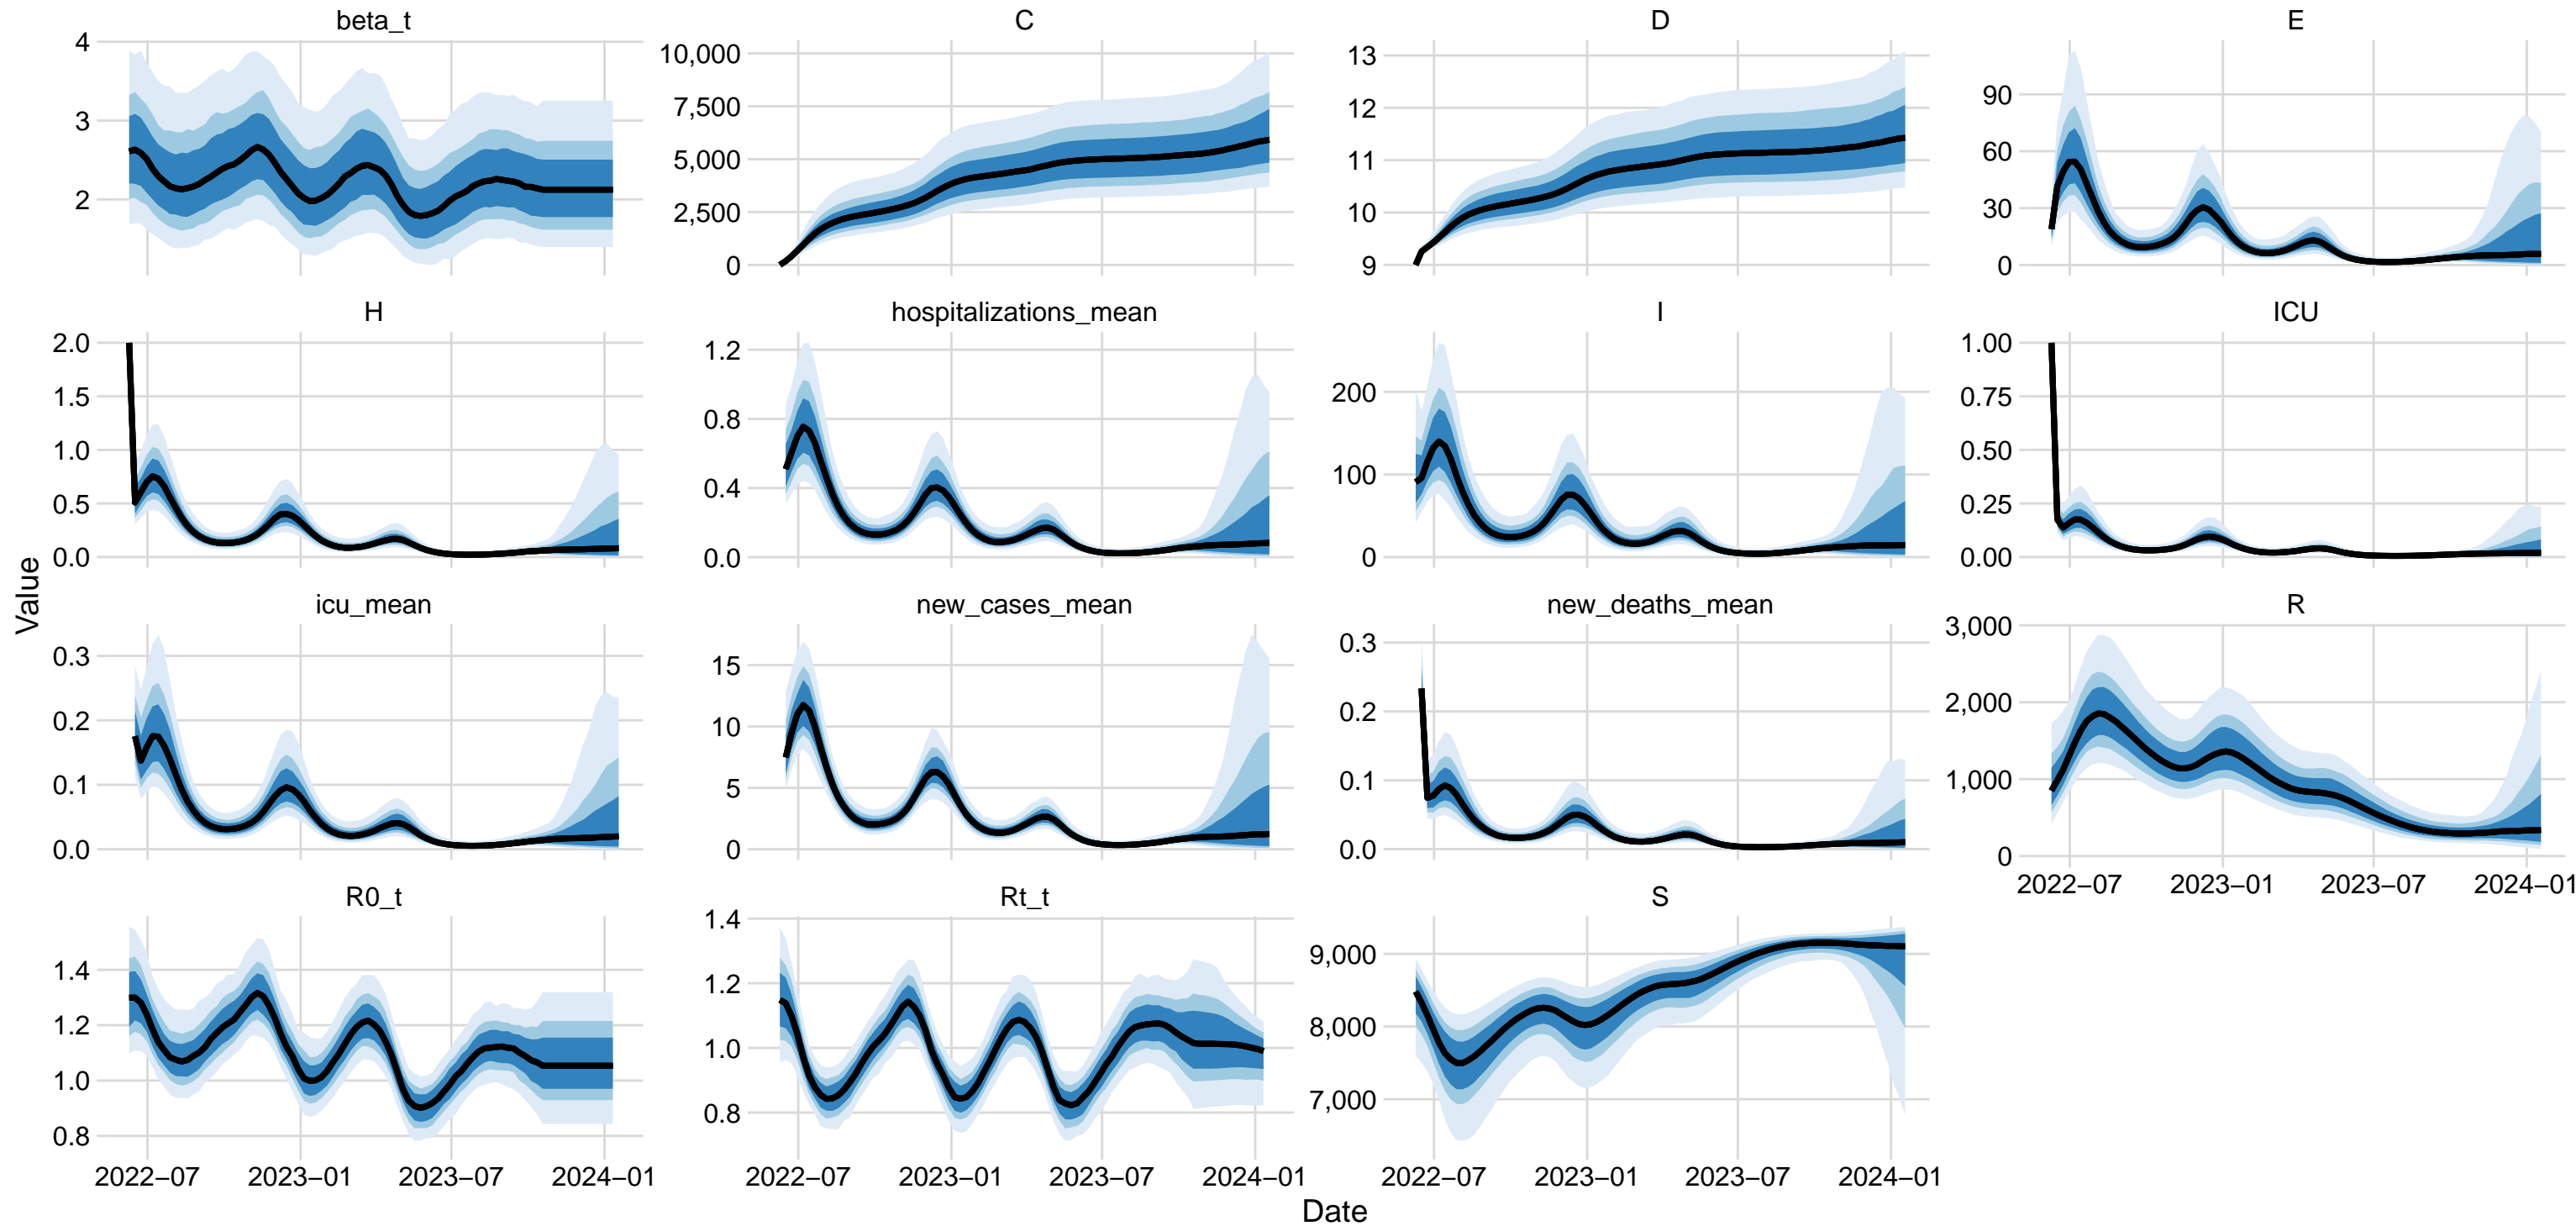 beta_t
C
D
E
4
3
2
10,000
7,500
5,000
2,500
0
13
12
11
10
9
90
60
30
0
H
hospitalizations_mean
I
ICU
2.0
1.5
1.0
0.5
0.0
1.2
0.8
0.4
0.0
200
100
0
1.00
0.75
0.50
0.25
0.00
Value
icu_mean
new_cases_mean
new_deaths_mean
R
0.3
0.2
0.1
0.0
15
10
5
0
0.3
0.2
0.1
0.0
3,000
2,000
1,000
0
2022−07 2023−01 2023−07 2024−01
R0_t
Rt_t
S
1.4
1.2
1.0
0.8
1.4
1.2
1.0
0.8
9,000
8,000
7,000
2022−07 2023−01 2023−07 2024−01
2022−07 2023−01 2023−07 2024−01
2022−07 2023−01 2023−07 2024−01
Date